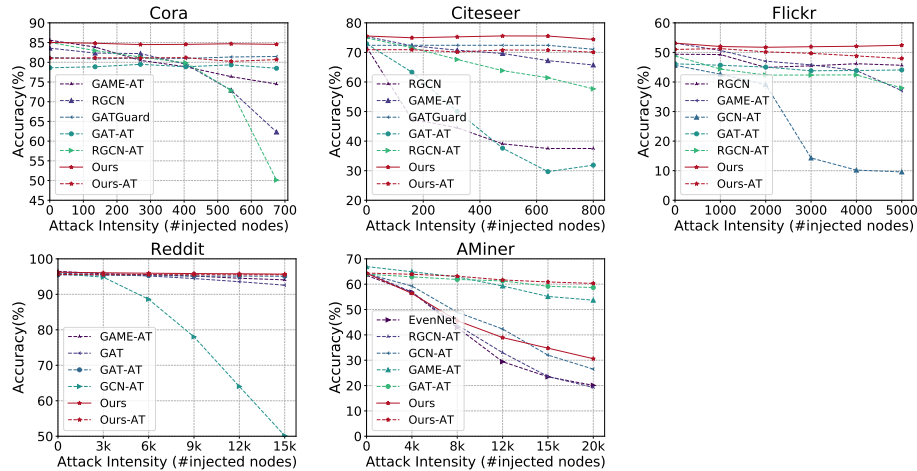 Cora
Accuracy(%)
90
85
80
75
70
65
60
55
50
45
GAME-AT
RGCN
GATGuard
GAT-AT
RGCN-AT
Ours
Ours-AT
0 100 200 300 400 500 600 700
Attack Intensity (#injected nodes)
Citeseer
Accuracy(%)
80
70
60
50
40
30
20
RGCN
GAME-AT
GATGuard
GAT-AT
RGCN-AT
Ours
Ours-AT
0 160 320 480 640 800
Attack Intensity (#injected nodes)
Flickr
Accuracy(%)
60
50
40
30
20
10
0
RGCN
GAME-AT
GCN-AT
GAT-AT
RGCN-AT
Ours
Ours-AT
0 1000 2000 3000 4000 5000
Attack Intensity (#injected nodes)
Reddit
Accuracy(%)
100
90
80
70
60
50
GAME-AT
GAT
GAT-AT
GCN-AT
Ours
Ours-AT
0 3k 6k 9k 12k 15k
Attack Intensity (#injected nodes)
AMiner
Accuracy(%)
70
60
50
40
30
20
10
0
EvenNet
RGCN-AT
GCN-AT
GAME-AT
GAT-AT
Ours
Ours-AT
0 4k 8k 12k 15k 20k
Attack Intensity (#injected nodes)